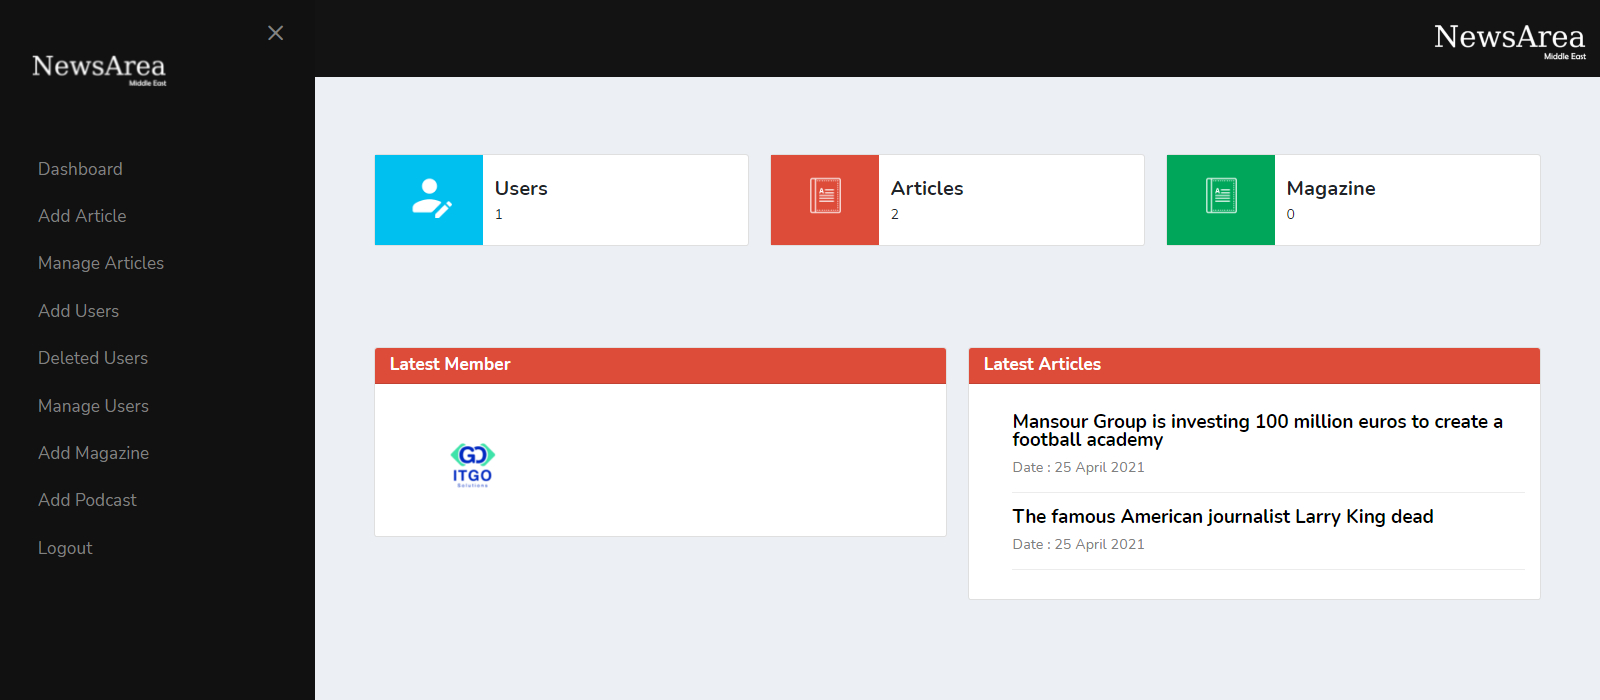 NewsArea
Middle East
Dashboard
Add Article
Manage Articles
Add Users
Deleted Users
Manage Users
Add Magazine
Add Podcast
Logout
NewsArea
Middle East
Users
1
Articles
2
Magazine
0
Latest Member
GO
ITGO
Solutions
Latest Articles
Mansour Group is investing 100 million euros to create a
football academy
Date : 25 April 2021
The famous American journalist Larry King dead
Date : 25 April 2021